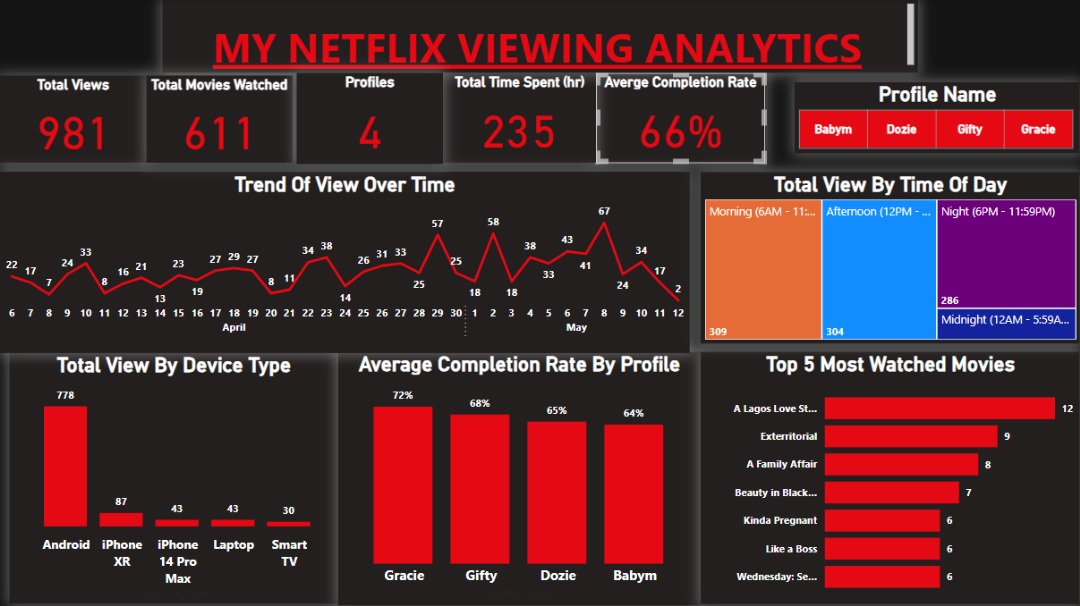 MY NETFLIX VIEWING ANALYTICS
Total Views
981
Total Movies Watched
611
Profiles
4
Total Time Spent (hr)
235
Averge Completion Rate
66%
Profile Name
Babym Dozie Gifty Gracie
Trend Of View Over Time
22 17 7 24 33 8 16 21 13 23 19 27 29 27 8 11 34 38 14 26 31 33 25 57 25 18 58 18 38 33 43 41 67 24 34 17 2
6 7 8 9 10 11 12 13 14 15 16 17 18 19 20 21 22 23 24 25 26 27 28 29 30 1 2 3 4 5 6 7 8 9 10 11 12
April May
Total View By Time Of Day
Morning (6AM - 11:...
309
Afternoon (12PM - ...
304
Night (6PM - 11:59PM)
286
Midnight (12AM - 5:59A...
Total View By Device Type
778 87 43 43 30
Android iPhone XR iPhone 14 Pro Max Laptop Smart TV
Average Completion Rate By Profile
72% 68% 65% 64%
Gracie Gifty Dozie Babym
Top 5 Most Watched Movies
A Lagos Love St... 12
Exterritorial 9
A Family Affair 8
Beauty in Black... 7
Kinda Pregnant 6
Like a Boss 6
Wednesday: Se... 6